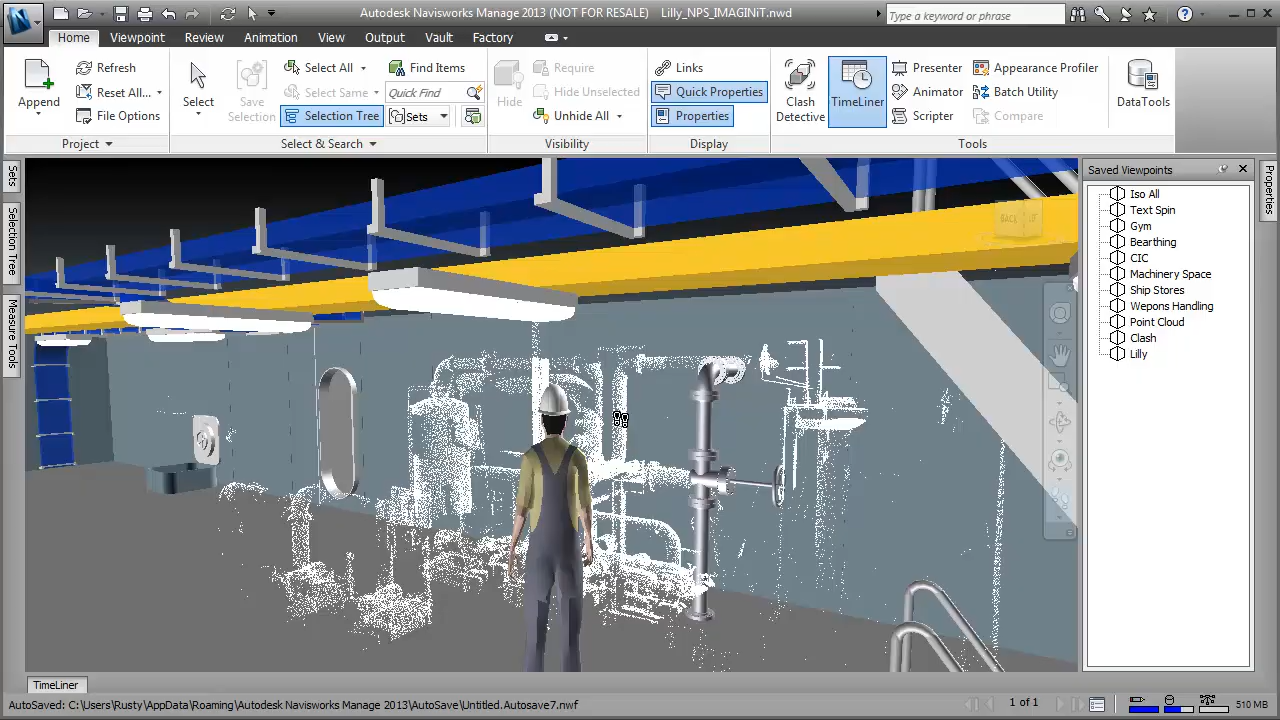 Autodesk Navisworks Manage 2013 (NOT FOR RESALE) Lilly_NPS_IMAGINiT.nwd
Type a keyword or phrase
Home Viewpoint Review Animation View Output Vault Factory
Append
Refresh
Reset All...
File Options
Project
Select
Save Selection
Select All
Select Same
Selection Tree
Find Items
Quick Find
Sets
Select & Search
Hide
Require
Hide Unselected
Unhide All
Visibility
Links
Quick Properties
Properties
Display
Clash Detective
TimeLiner
Presenter
Animator
Scripter
Appearance Profiler
Batch Utility
Compare
Tools
DataTools
Sets
Selection Tree
Measure Tools
BACK
Saved Viewpoints
Iso All
Text Spin
Gym
Bearthing
CIC
Machinery Space
Ship Stores
Wepons Handling
Point Cloud
Clash
Lilly
Properties
TimeLiner
AutoSaved: C:\Users\Rusty\AppData\Roaming\Autodesk Navisworks Manage 2013\AutoSave\Untitled.Autosave7.nwf
1 of 1
510 MB